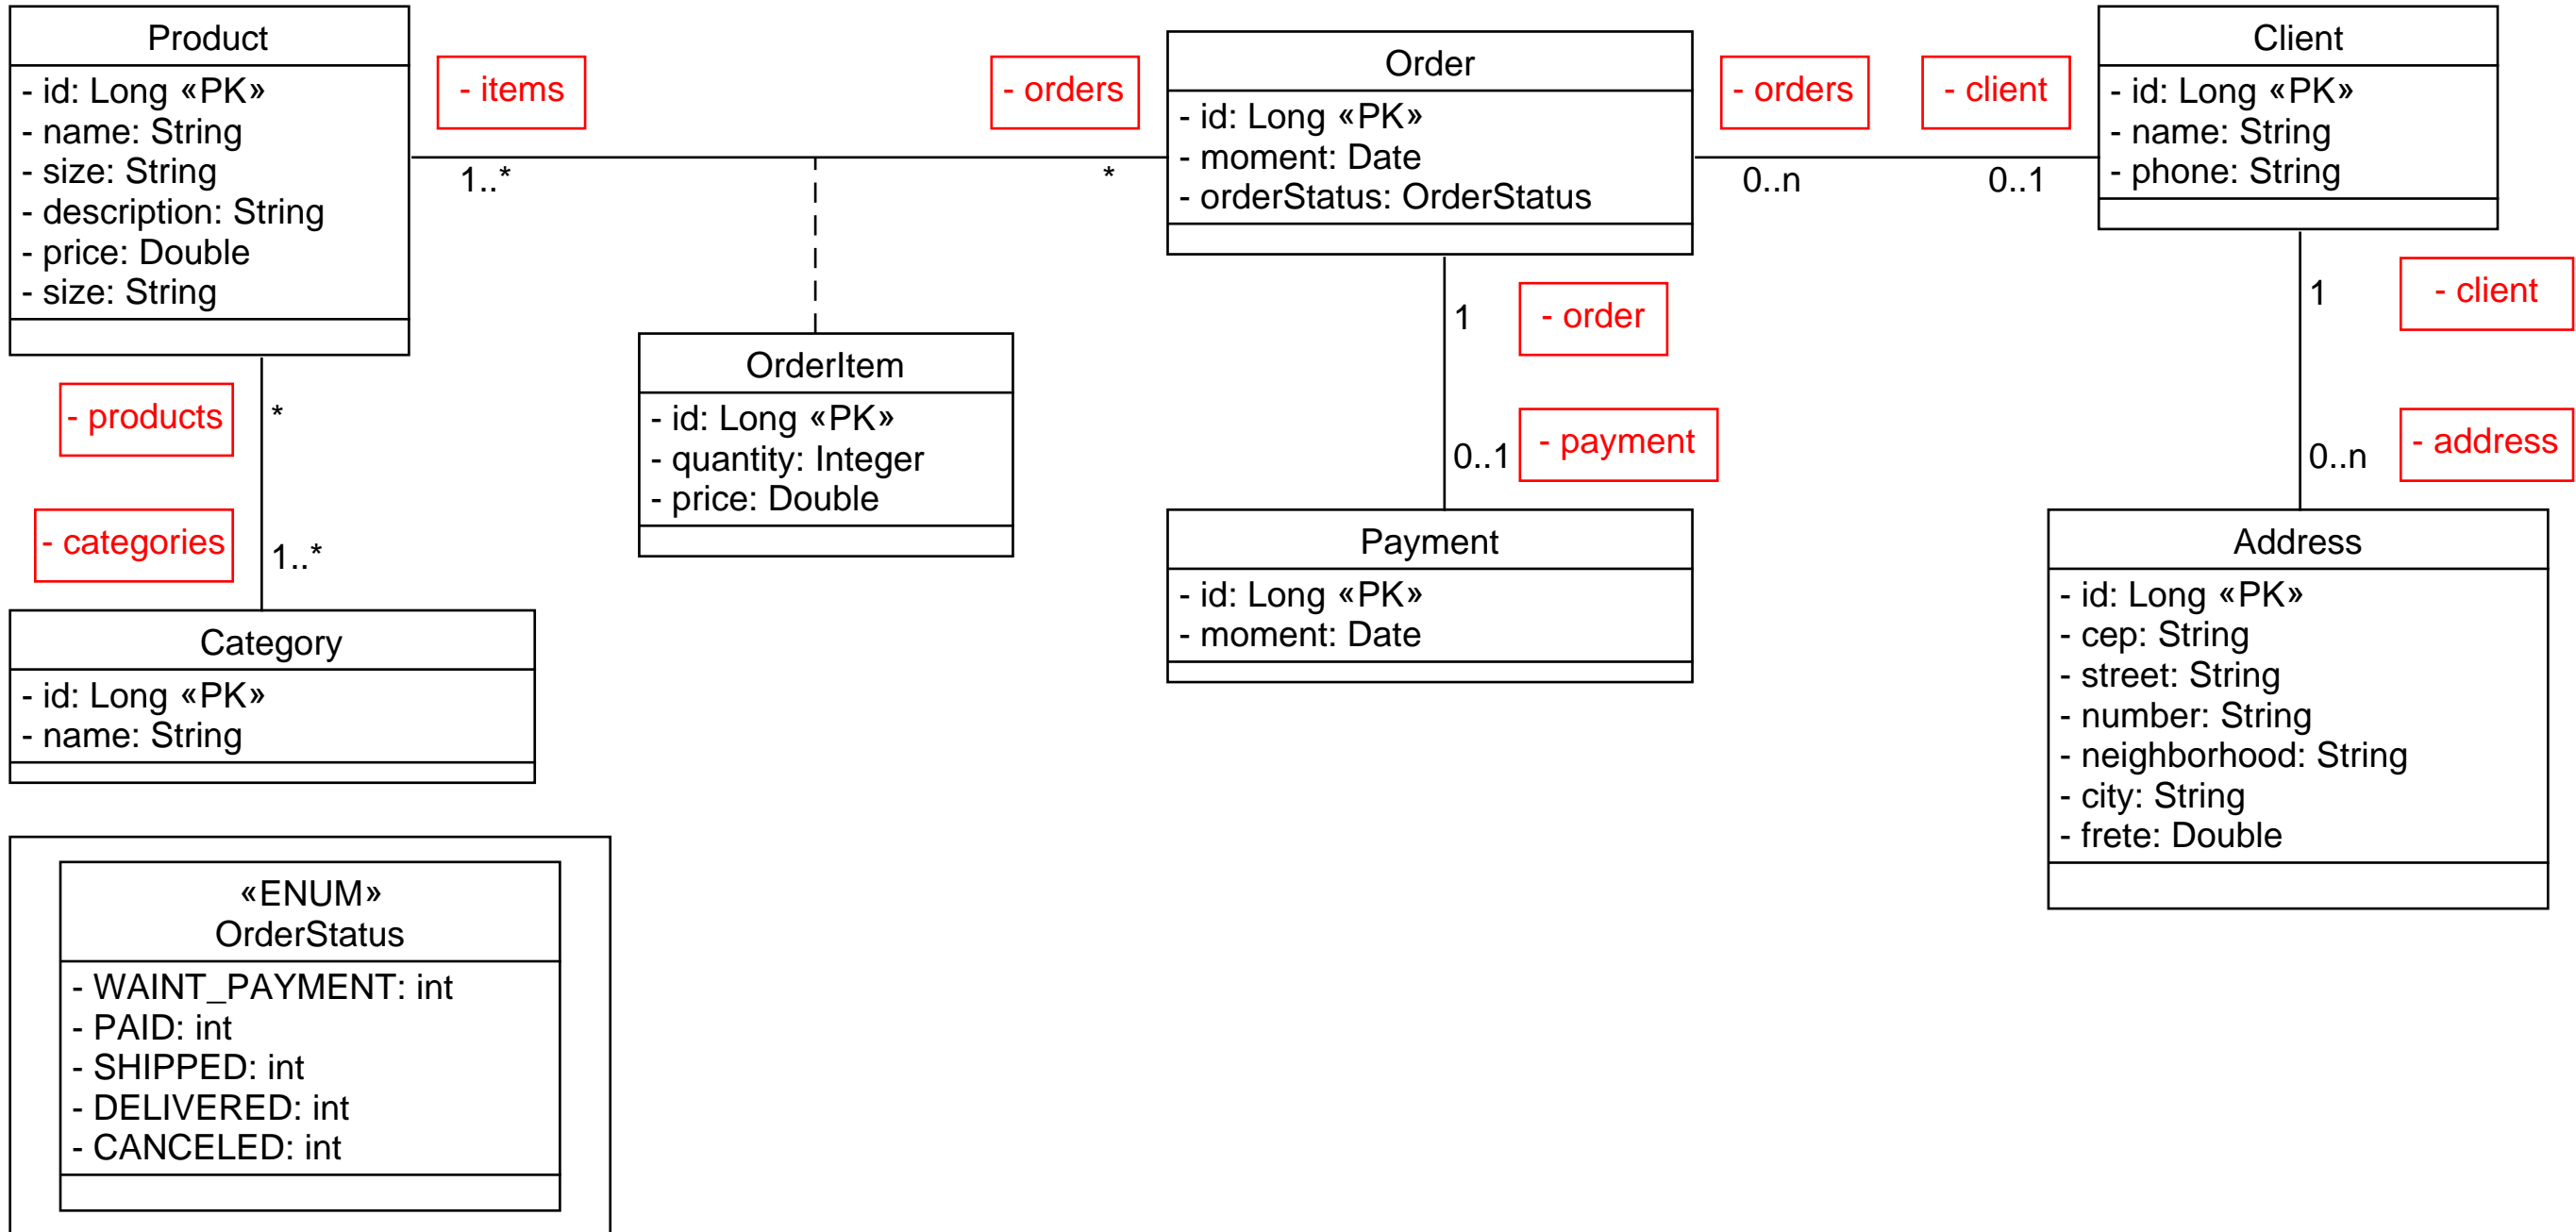 Product
- id: Long «PK»
- name: String
- size: String
- description: String
- price: Double
- size: String
- items
1..*
- orders
*
Order
- id: Long «PK»
- moment: Date
- orderStatus: OrderStatus
- orders
0..n
- client
0..1
Client
- id: Long «PK»
- name: String
- phone: String
1
- client
0..n
- address
1
- order
0..1
- payment
OrderItem
- id: Long «PK»
- quantity: Integer
- price: Double
- products
*
- categories
1..*
Category
- id: Long «PK»
- name: String
Payment
- id: Long «PK»
- moment: Date
Address
- id: Long «PK»
- cep: String
- street: String
- number: String
- neighborhood: String
- city: String
- frete: Double
«ENUM»
OrderStatus
- WAINT_PAYMENT: int
- PAID: int
- SHIPPED: int
- DELIVERED: int
- CANCELED: int